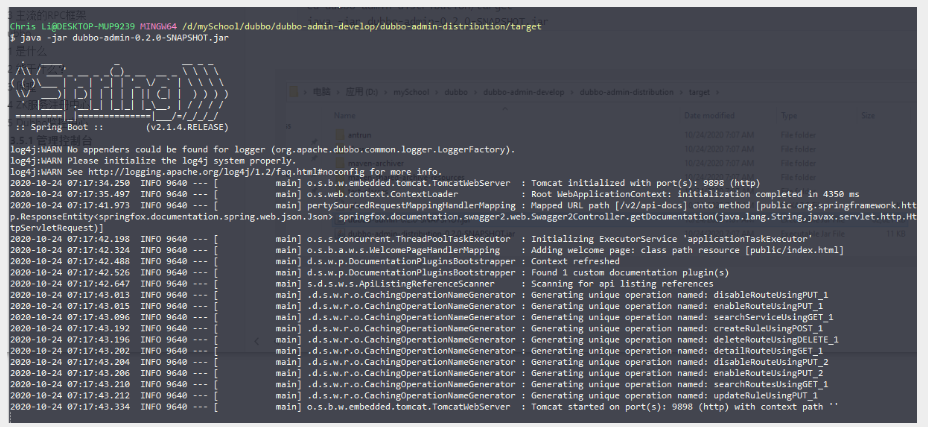 Chris Li@DESKTOP-MUP9239 MINGW64 /d/mySchool/dubbo/dubbo-admin-develop/dubbo-admin-distribution/target
$ java -jar dubbo-admin-0.2.0-SNAPSHOT.jar
:: Spring Boot ::        (v2.1.4.RELEASE)
log4j:WARN No appenders could be found for logger (org.apache.dubbo.common.logger.LoggerFactory).
log4j:WARN Please initialize the log4j system properly.
log4j:WARN See http://logging.apache.org/log4j/1.2/faq.html#noconfig for more info.
2020-10-24 07:17:34.250  INFO 9640 --- [           main] o.s.b.w.embedded.tomcat.TomcatWebServer  : Tomcat initialized with port(s): 9898 (http)
2020-10-24 07:17:35.497  INFO 9640 --- [           main] o.s.web.context.ContextLoader            : Root WebApplicationContext: initialization completed in 4350 ms
2020-10-24 07:17:41.973  INFO 9640 --- [           main] pertySourcedRequestMappingHandlerMapping : Mapped URL path [/v2/api-docs] onto method [public org.springframework.htt
p.ResponseEntity<springfox.documentation.spring.web.json.Json> springfox.documentation.swagger2.web.Swagger2Controller.getDocumentation(java.lang.String,javax.servlet.http.Ht
tpServletRequest)]
2020-10-24 07:17:42.198  INFO 9640 --- [           main] o.s.s.concurrent.ThreadPoolTaskExecutor  : Initializing ExecutorService 'applicationTaskExecutor'
2020-10-24 07:17:42.324  INFO 9640 --- [           main] o.s.b.a.w.s.WelcomePageHandlerMapping    : Adding welcome page: class path resource [public/index.html]
2020-10-24 07:17:42.488  INFO 9640 --- [           main] d.s.w.p.DocumentationPluginsBootstrapper : Context refreshed
2020-10-24 07:17:42.526  INFO 9640 --- [           main] d.s.w.p.DocumentationPluginsBootstrapper : Found 1 custom documentation plugin(s)
2020-10-24 07:17:42.647  INFO 9640 --- [           main] s.d.s.w.s.ApiListingReferenceScanner     : Scanning for api listing references
2020-10-24 07:17:43.013  INFO 9640 --- [           main] .d.s.w.r.o.CachingOperationNameGenerator : Generating unique operation named: disableRouteUsingPUT_1
2020-10-24 07:17:43.015  INFO 9640 --- [           main] .d.s.w.r.o.CachingOperationNameGenerator : Generating unique operation named: enableRouteUsingPUT_1
2020-10-24 07:17:43.096  INFO 9640 --- [           main] .d.s.w.r.o.CachingOperationNameGenerator : Generating unique operation named: searchServiceUsingGET_1
2020-10-24 07:17:43.192  INFO 9640 --- [           main] .d.s.w.r.o.CachingOperationNameGenerator : Generating unique operation named: createRuleUsingPOST_1
2020-10-24 07:17:43.196  INFO 9640 --- [           main] .d.s.w.r.o.CachingOperationNameGenerator : Generating unique operation named: deleteRouteUsingDELETE_1
2020-10-24 07:17:43.202  INFO 9640 --- [           main] .d.s.w.r.o.CachingOperationNameGenerator : Generating unique operation named: detailRouteUsingGET_1
2020-10-24 07:17:43.204  INFO 9640 --- [           main] .d.s.w.r.o.CachingOperationNameGenerator : Generating unique operation named: disableRouteUsingPUT_2
2020-10-24 07:17:43.206  INFO 9640 --- [           main] .d.s.w.r.o.CachingOperationNameGenerator : Generating unique operation named: enableRouteUsingPUT_2
2020-10-24 07:17:43.210  INFO 9640 --- [           main] .d.s.w.r.o.CachingOperationNameGenerator : Generating unique operation named: searchRoutesUsingGET_1
2020-10-24 07:17:43.212  INFO 9640 --- [           main] .d.s.w.r.o.CachingOperationNameGenerator : Generating unique operation named: updateRuleUsingPUT_1
2020-10-24 07:17:43.334  INFO 9640 --- [           main] o.s.b.w.embedded.tomcat.TomcatWebServer  : Tomcat started on port(s): 9898 (http) with context path ''